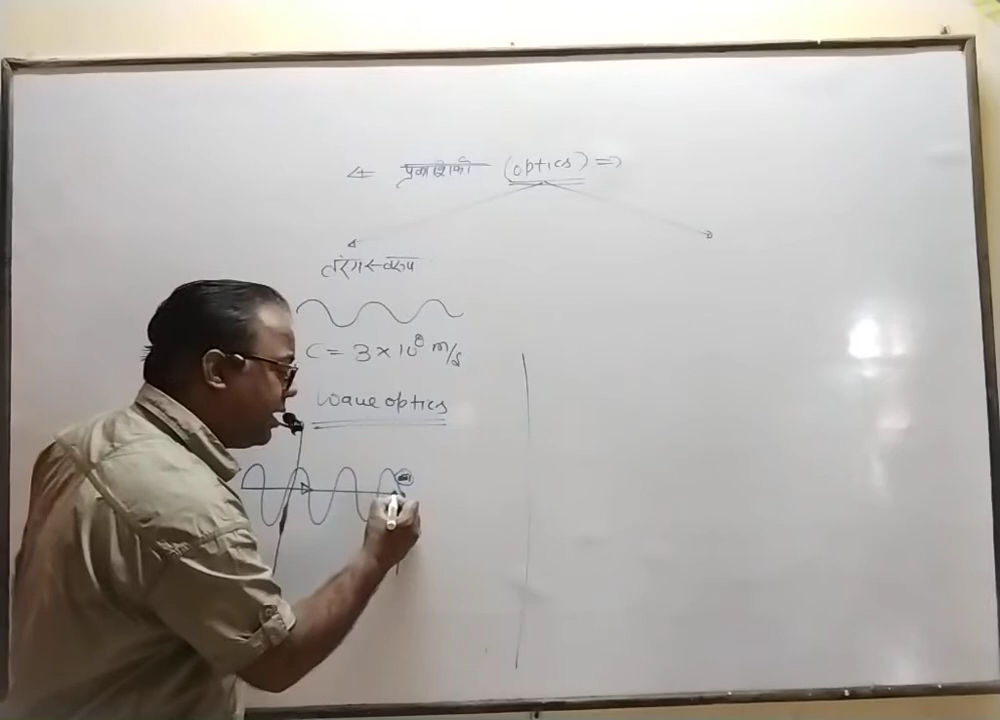 ← प्रकाशिकी (optics) ⇒
तरंग स्वरूप
C = 3 × 10⁸ m/s
wave optics